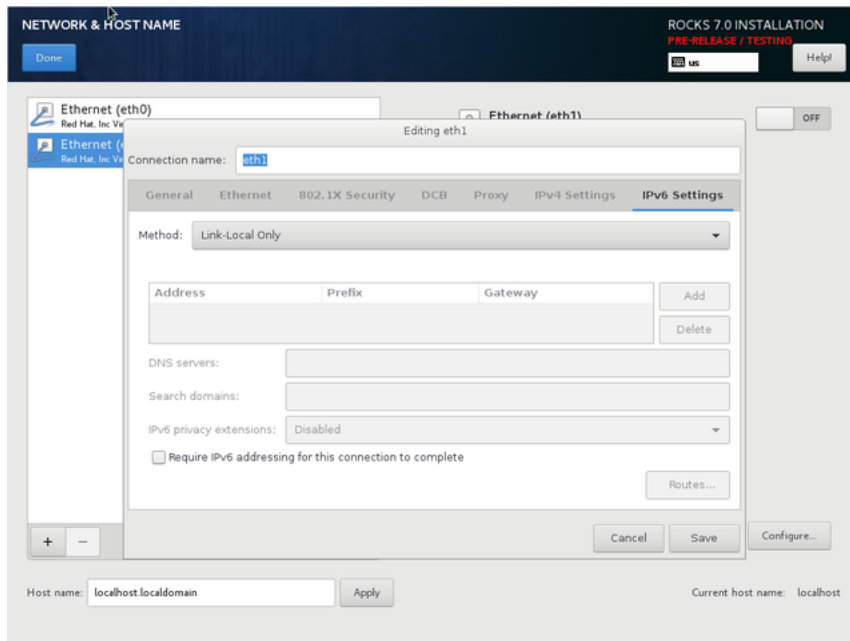 NETWORK & HOST NAME
ROCKS 7.0 INSTALLATION
PRE-RELEASE / TESTING
Done
us
Help!
Ethernet (eth0)
Red Hat, Inc
Ethernet
Red Hat, Inc
Ethernet (eth1)
OFF
Editing eth1
Connection name: eth1
General Ethernet 802.1X Security DCB Proxy IPv4 Settings IPv6 Settings
Method: Link-Local Only
Address Prefix Gateway
Add
Delete
DNS servers:
Search domains:
IPv6 privacy extensions: Disabled
Require IPv6 addressing for this connection to complete
Routes...
Cancel Save
+ −
Configure...
Host name: localhost.localdomain Apply
Current host name: localhost